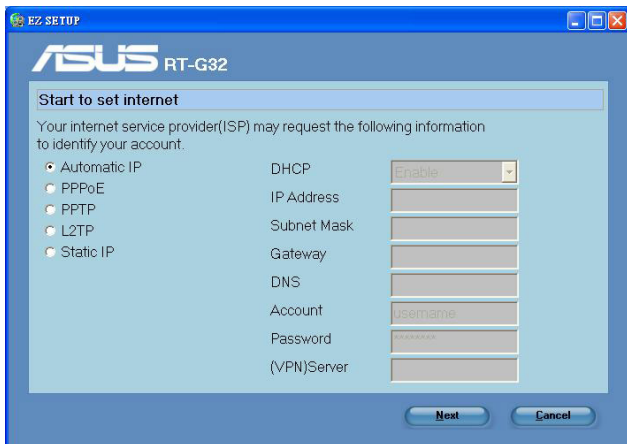 EZ SETUP
ASUS RT-G32
Start to set internet
Your internet service provider(ISP) may request the following information
to identify your account.
Automatic IP
PPPoE
PPTP
L2TP
Static IP
DHCP Enable
IP Address
Subnet Mask
Gateway
DNS
Account username
Password ********
(VPN)Server
Next Cancel